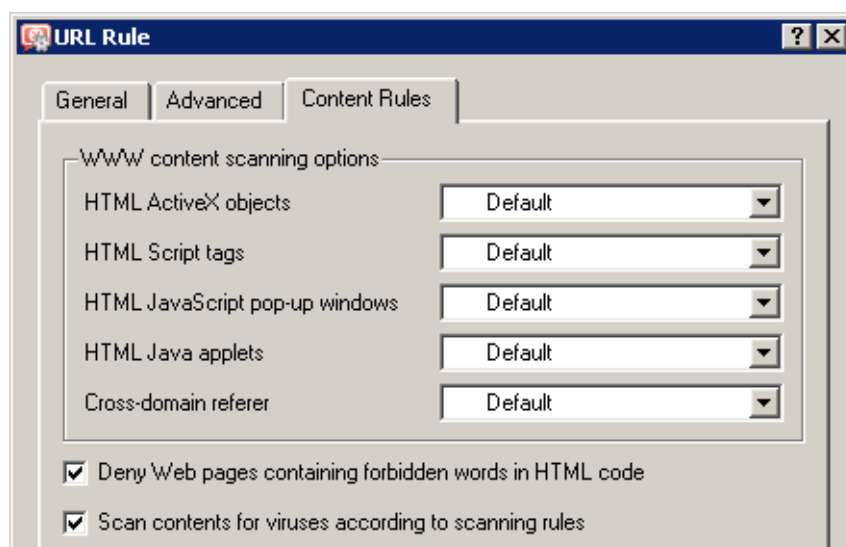 URL Rule
General Advanced Content Rules
WWW content scanning options
HTML ActiveX objects Default
HTML Script tags Default
HTML JavaScript pop-up windows Default
HTML Java applets Default
Cross-domain referer Default
Deny Web pages containing forbidden words in HTML code
Scan contents for viruses according to scanning rules